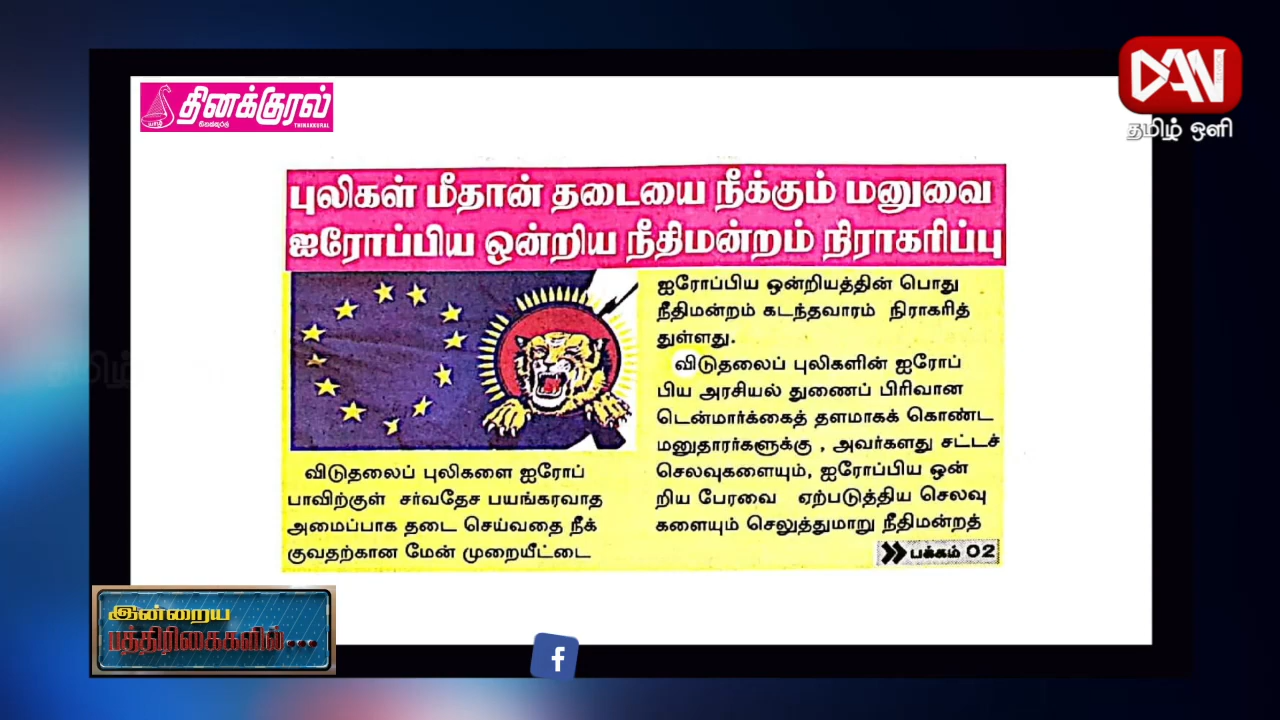 தினக்குரல்
யாழ்
தினக்குரல்
THINAKKURAL
DAN
தமிழ் ஒளி
புலிகள் மீதான் தடையை நீக்கும் மனுவை
ஐரோப்பிய ஒன்றிய நீதிமன்றம் நிராகரிப்பு
விடுதலைப் புலிகளை ஐரோப்
பாவிற்குள் சர்வதேச பயங்கரவாத
அமைப்பாக தடை செய்வதை நீக்
குவதற்கான மேன் முறையீட்டை
ஐரோப்பிய ஒன்றியத்தின் பொது
நீதிமன்றம் கடந்தவாரம் நிராகரித்
துள்ளது.
விடுதலைப் புலிகளின் ஐரோப்
பிய அரசியல் துணைப் பிரிவான
டென்மார்க்கைத் தளமாகக் கொண்ட
மனுதாரர்களுக்கு , அவர்களது சட்டச்
செலவுகளையும், ஐரோப்பிய ஒன்
றிய பேரவை ஏற்படுத்திய செலவு
களையும் செலுத்துமாறு நீதிமன்றத்
பக்கம் 02
தமிழ்
இன்றைய
பத்திரிகைகளில்...
f